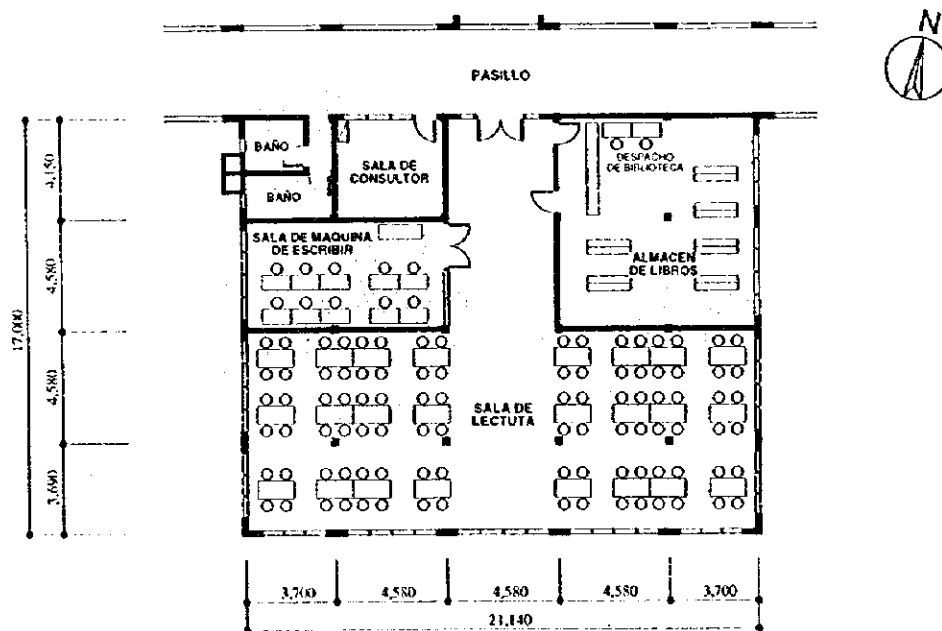 N
PASILLO
BAÑO
BAÑO
SALA DE
CONSULTOR
DESPACHO
DE BIBLIOTECA
SALA DE MAQUINA
DE ESCRIBIR
ALMACEN
DE LIBROS
SALA DE
LECTUTA
17,000
4,150
4,580
4,580
3,690
3,700
4,580
4,580
4,580
3,700
21,140